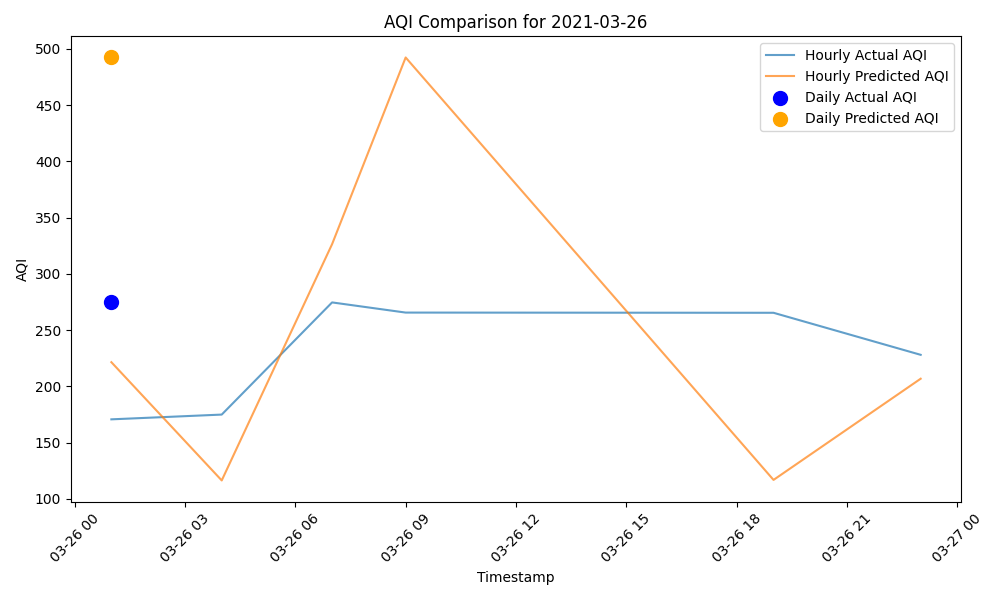 AQI Comparison for 2021-03-26
Hourly Actual AQI
Hourly Predicted AQI
Daily Actual AQI
Daily Predicted AQI
500
450
400
350
300
250
200
150
100
AQI
03-26 00
03-26 03
03-26 06
03-26 09
03-26 12
03-26 15
03-26 18
03-26 21
03-27 00
Timestamp